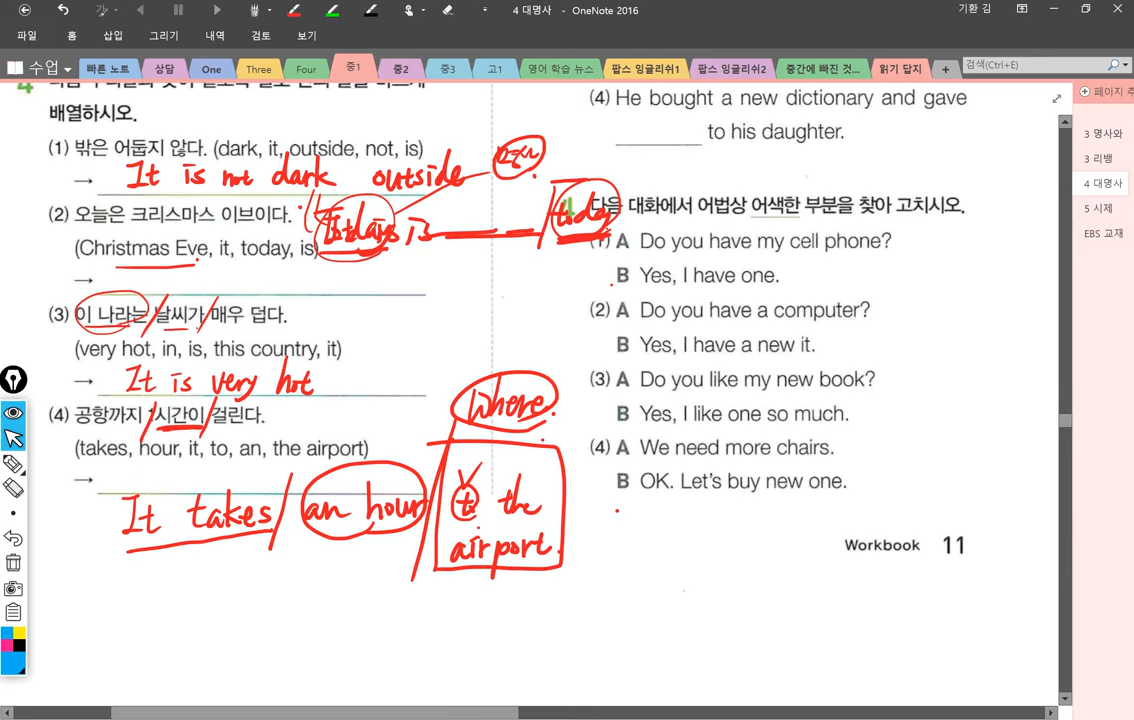 4 대명사 - OneNote 2016
기환 김
파일 홈 삽입 그리기 내역 검토 보기
수업 빠른 노트 상담 One Three Four 중1 중2 중3 고1 영어 학습 뉴스 팝스 잉글리쉬1 팝스 잉글리쉬2 중간에 빠진 것... 읽기 답지 + 검색(Ctrl+E)
페이지 추
3 명사와
3 리뱅
4 대명사
5 시제
EBS 교재
4
배열하시오.
(1) 밖은 어둡지 않다. (dark, it, outside, not, is)
→ It is not dark outside
(2) 오늘은 크리스마스 이브이다.
(Christmas Eve, it, today, is)
is today
→
(3) 이 나라는 날씨가 매우 덥다.
(very hot, in, is, this country, it)
→ It is very hot
(4) 공항까지 1시간이 걸린다.
(takes, hour, it, to, an, the airport)
→
It takes / an hour / to the
airport.
where
(4) He bought a new dictionary and gave
to his daughter.
4 다음 대화에서 어법상 어색한 부분을 찾아 고치시오.
(1) A Do you have my cell phone?
B Yes, I have one.
(2) A Do you have a computer?
B Yes, I have a new it.
(3) A Do you like my new book?
B Yes, I like one so much.
(4) A We need more chairs.
B OK. Let's buy new one.
Workbook 11